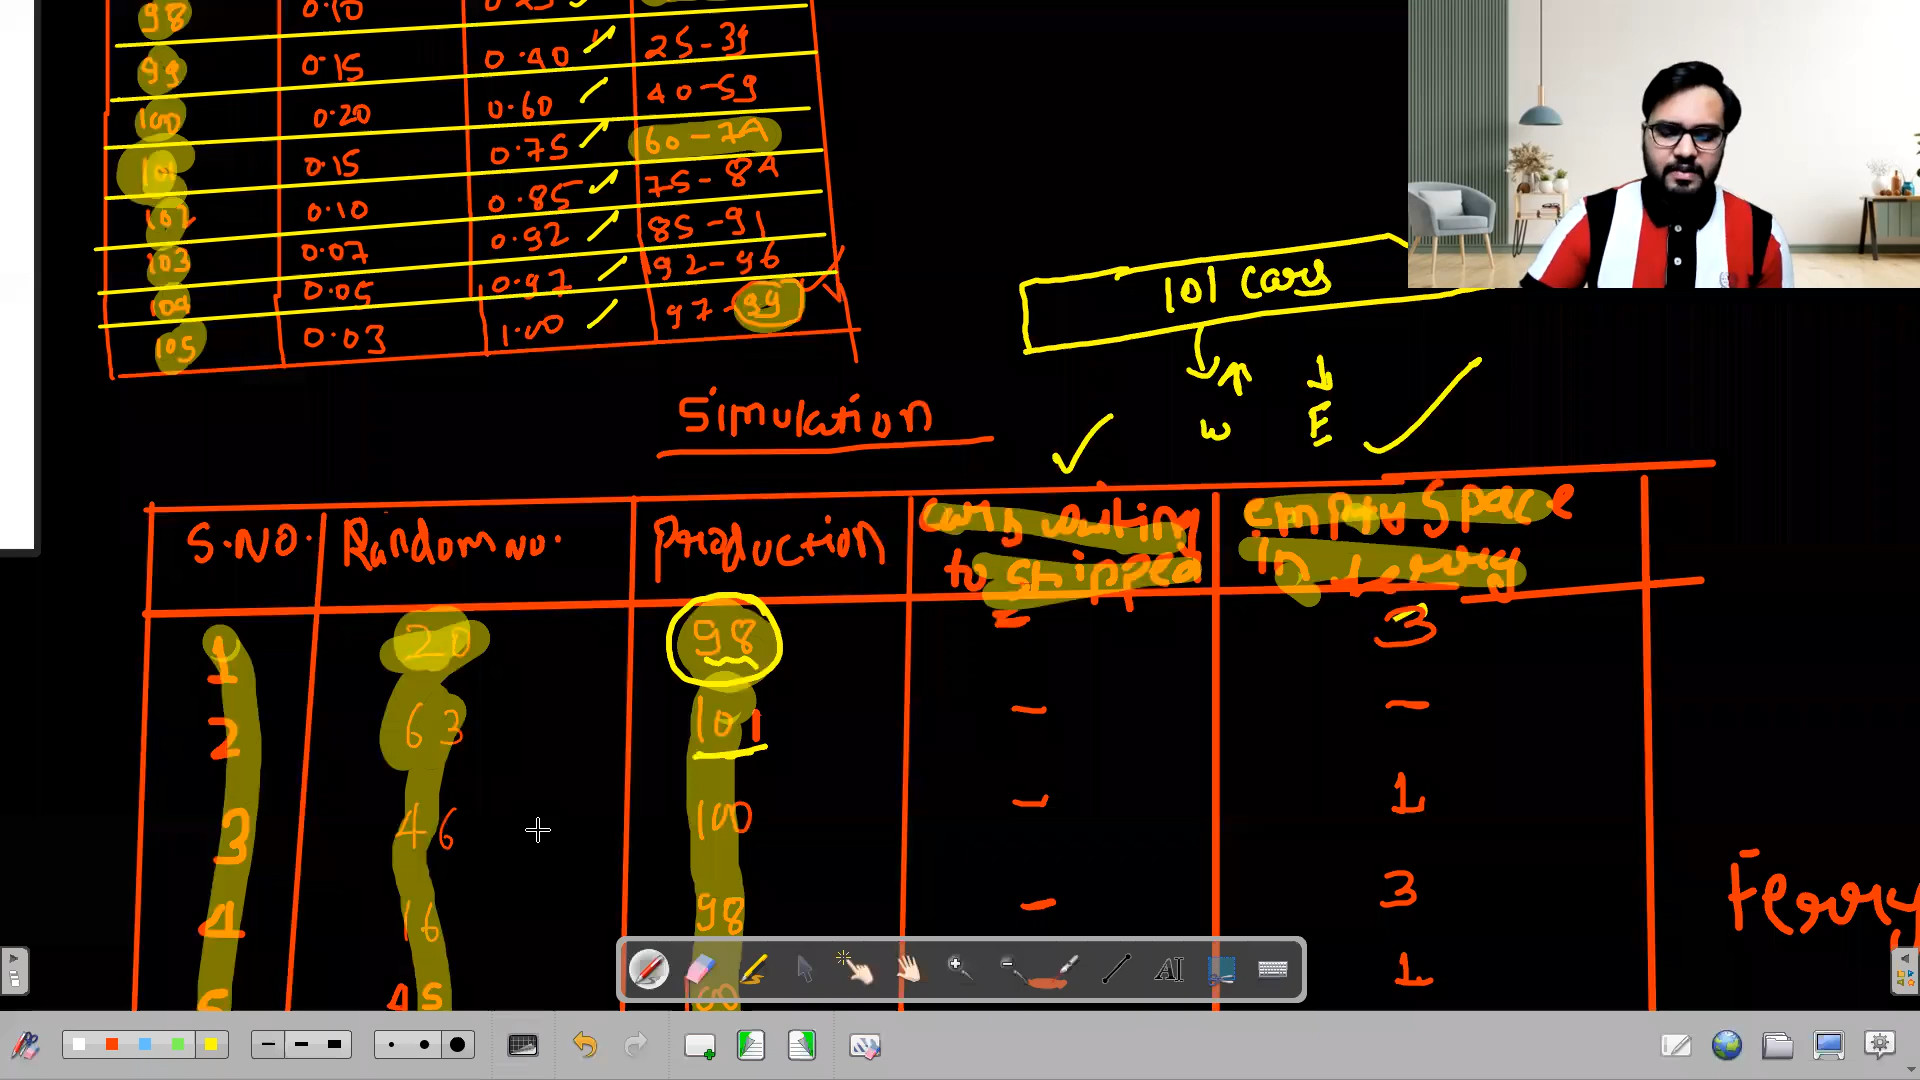 98 0.10 0.25
99 0.15 0.40 25-39
100 0.20 0.60 40-59
101 0.15 0.75 60-74
102 0.10 0.85 75-84
103 0.07 0.92 85-91
104 0.05 0.97 92-96
105 0.03 1.00 97-99
101 cars
W E
Simulation
S.NO. Random No. Production cars waiting to shipped empty Space in ferry
1 20 98 - 3
2 63 101 - -
3 46 100 - 1
4 16 98 - 3
5 45 100 1
Ferry
AI